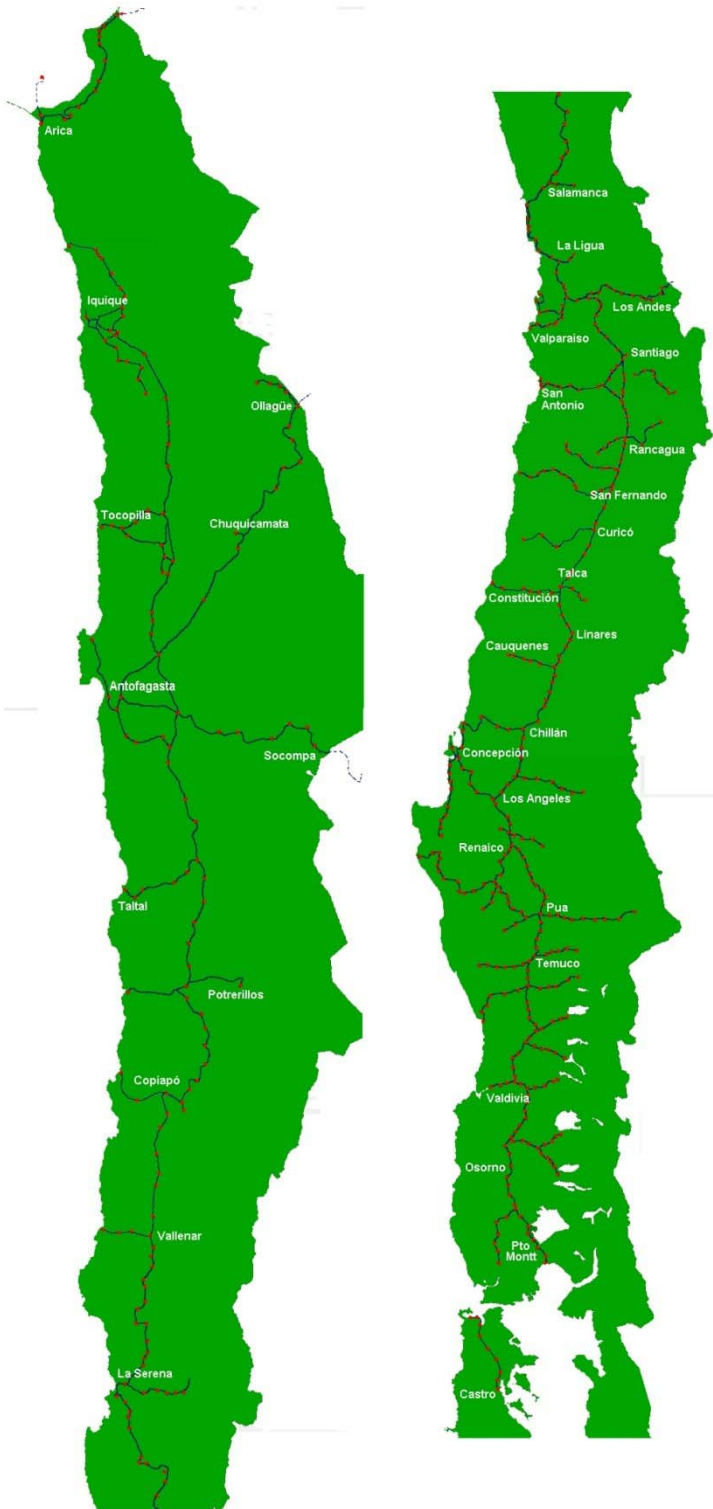 Arica
Iquique
Ollagüe
Tocopilla
Chuquicamata
Antofagasta
Socompa
Taltal
Potrerillos
Copiapó
Vallenar
La Serena
Salamanca
La Ligua
Los Andes
Valparaiso
Santiago
San
Antonio
Rancagua
San Fernando
Curicó
Talca
Constitución
Linares
Cauquenes
Chillán
Concepción
Los Angeles
Renaico
Pua
Temuco
Valdivia
Osorno
Pto
Montt
Castro